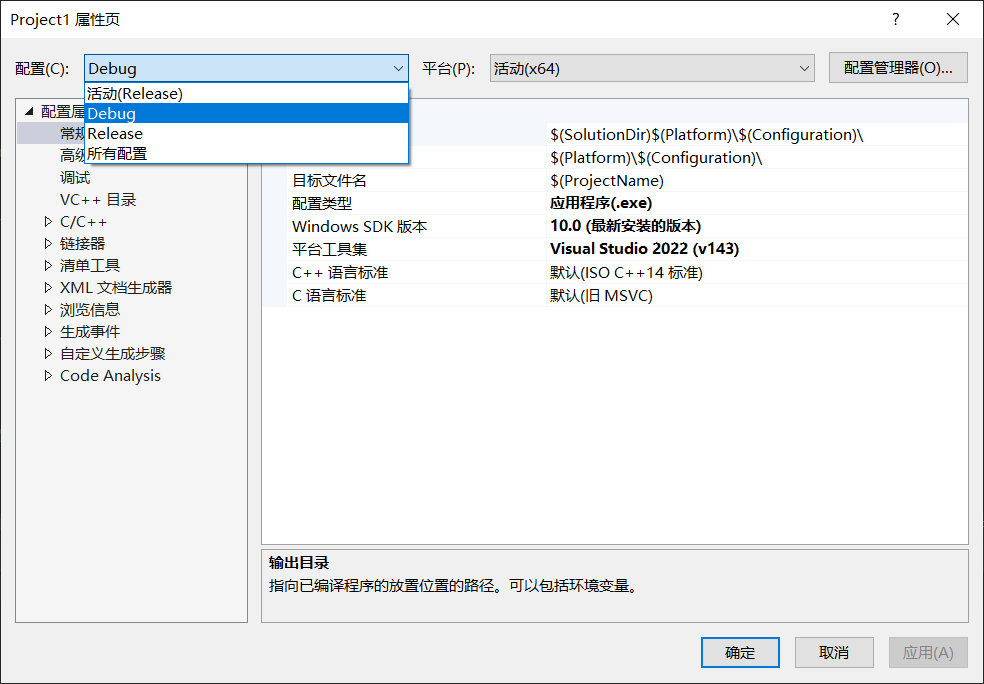 Project1 属性页
?
配置(C): Debug 平台(P): 活动(x64) 配置管理器(O)...
活动(Release)
Debug
Release
所有配置
配置属
常规
高级
调试
VC++ 目录
C/C++
链接器
清单工具
XML 文档生成器
浏览信息
生成事件
自定义生成步骤
Code Analysis
$(SolutionDir)$(Platform)\$(Configuration)\
$(Platform)\$(Configuration)\
目标文件名 $(ProjectName)
配置类型 应用程序(.exe)
Windows SDK 版本 10.0 (最新安装的版本)
平台工具集 Visual Studio 2022 (v143)
C++ 语言标准 默认(ISO C++14 标准)
C 语言标准 默认(旧 MSVC)
输出目录
指向已编译程序的放置位置的路径。可以包括环境变量。
确定 取消 应用(A)